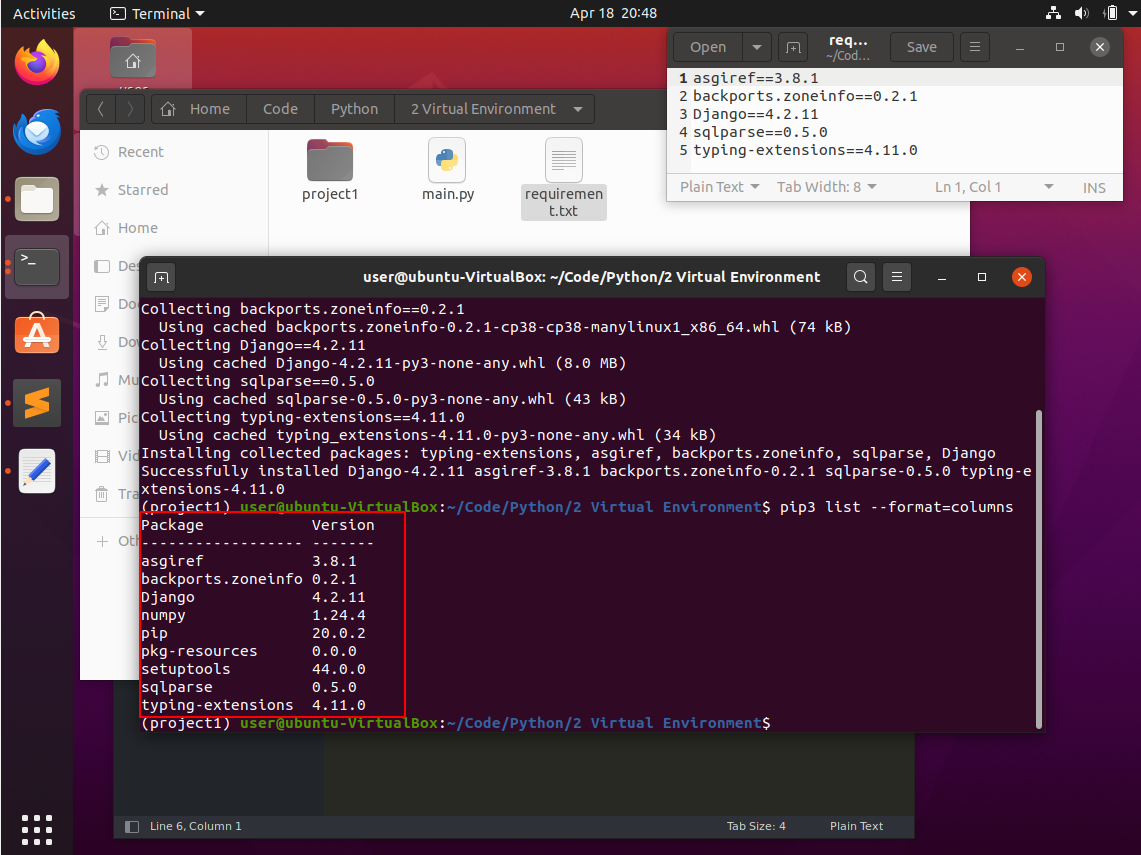 Activities
Terminal
Apr 18 20:48
Open
req...
~/Cod...
Save
1 asgiref==3.8.1
2 backports.zoneinfo==0.2.1
3 Django==4.2.11
4 sqlparse==0.5.0
5 typing-extensions==4.11.0
Plain Text
Tab Width: 8
Ln 1, Col 1
INS
Home
Code
Python
2 Virtual Environment
Recent
Starred
Home
project1
main.py
requiremen
t.txt
user@ubuntu-VirtualBox: ~/Code/Python/2 Virtual Environment
Collecting backports.zoneinfo==0.2.1
Using cached backports.zoneinfo-0.2.1-cp38-cp38-manylinux1_x86_64.whl (74 kB)
Collecting Django==4.2.11
Using cached Django-4.2.11-py3-none-any.whl (8.0 MB)
Collecting sqlparse==0.5.0
Using cached sqlparse-0.5.0-py3-none-any.whl (43 kB)
Collecting typing-extensions==4.11.0
Using cached typing_extensions-4.11.0-py3-none-any.whl (34 kB)
Installing collected packages: typing-extensions, asgiref, backports.zoneinfo, sqlparse, Django
Successfully installed Django-4.2.11 asgiref-3.8.1 backports.zoneinfo-0.2.1 sqlparse-0.5.0 typing-e
xtensions-4.11.0
(project1) user@ubuntu-VirtualBox:~/Code/Python/2 Virtual Environment$ pip3 list --format=columns
Package Version
------------------ -------
asgiref 3.8.1
backports.zoneinfo 0.2.1
Django 4.2.11
numpy 1.24.4
pip 20.0.2
pkg-resources 0.0.0
setuptools 44.0.0
sqlparse 0.5.0
typing-extensions 4.11.0
(project1) user@ubuntu-VirtualBox:~/Code/Python/2 Virtual Environment$
Line 6, Column 1
Tab Size: 4
Plain Text